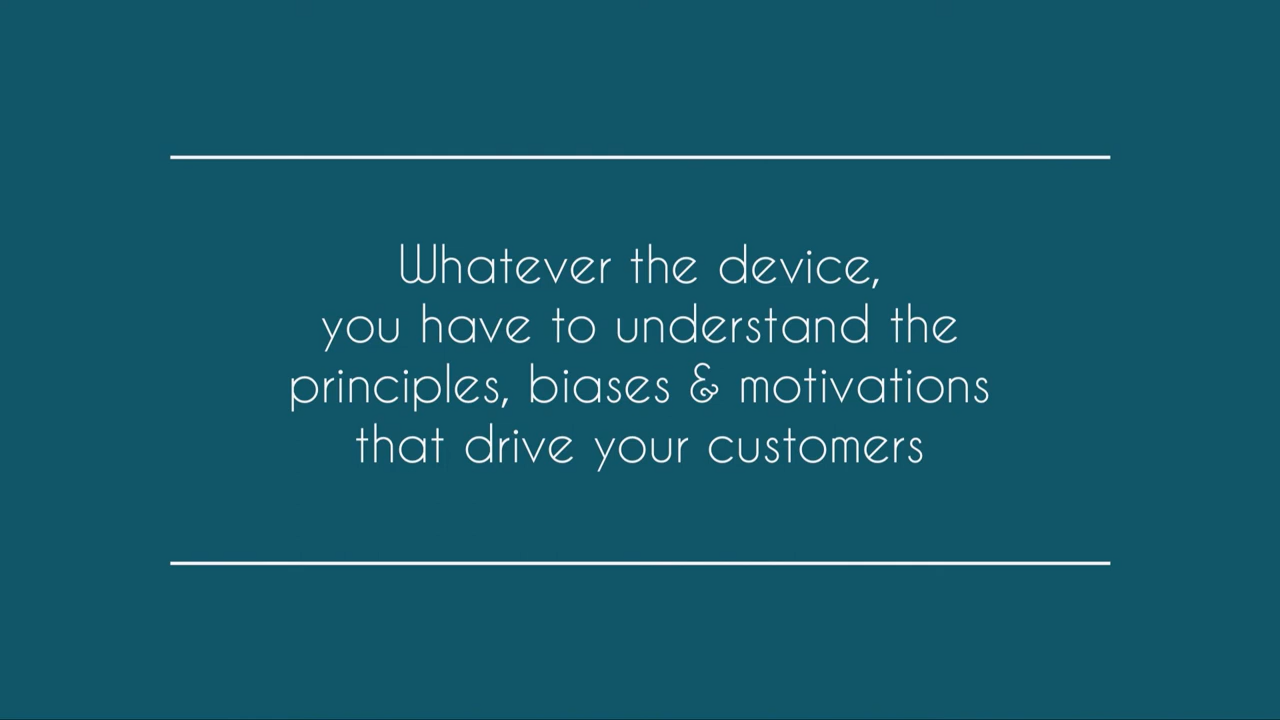 Whatever the device,
you have to understand the
principles, biases & motivations
that drive your customers